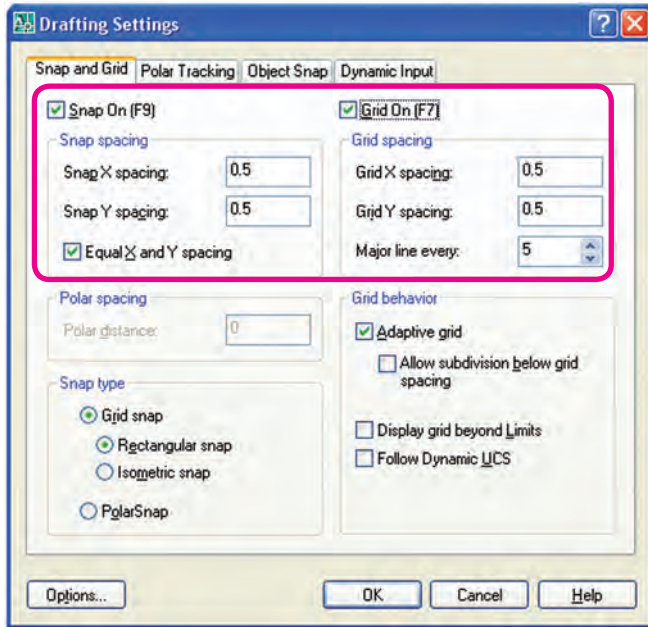 Drafting Settings
Snap and Grid Polar Tracking Object Snap Dynamic Input
Snap On (F9)
Snap spacing
Snap X spacing: 0.5
Snap Y spacing: 0.5
Equal X and Y spacing
Grid On (F7)
Grid spacing
Grid X spacing: 0.5
Grid Y spacing: 0.5
Major line every: 5
Polar spacing
Polar distance: 0
Snap type
Grid snap
Rectangular snap
Isometric snap
PolarSnap
Grid behavior
Adaptive grid
Allow subdivision below grid
spacing
Display grid beyond Limits
Follow Dynamic UCS
Options... OK Cancel Help